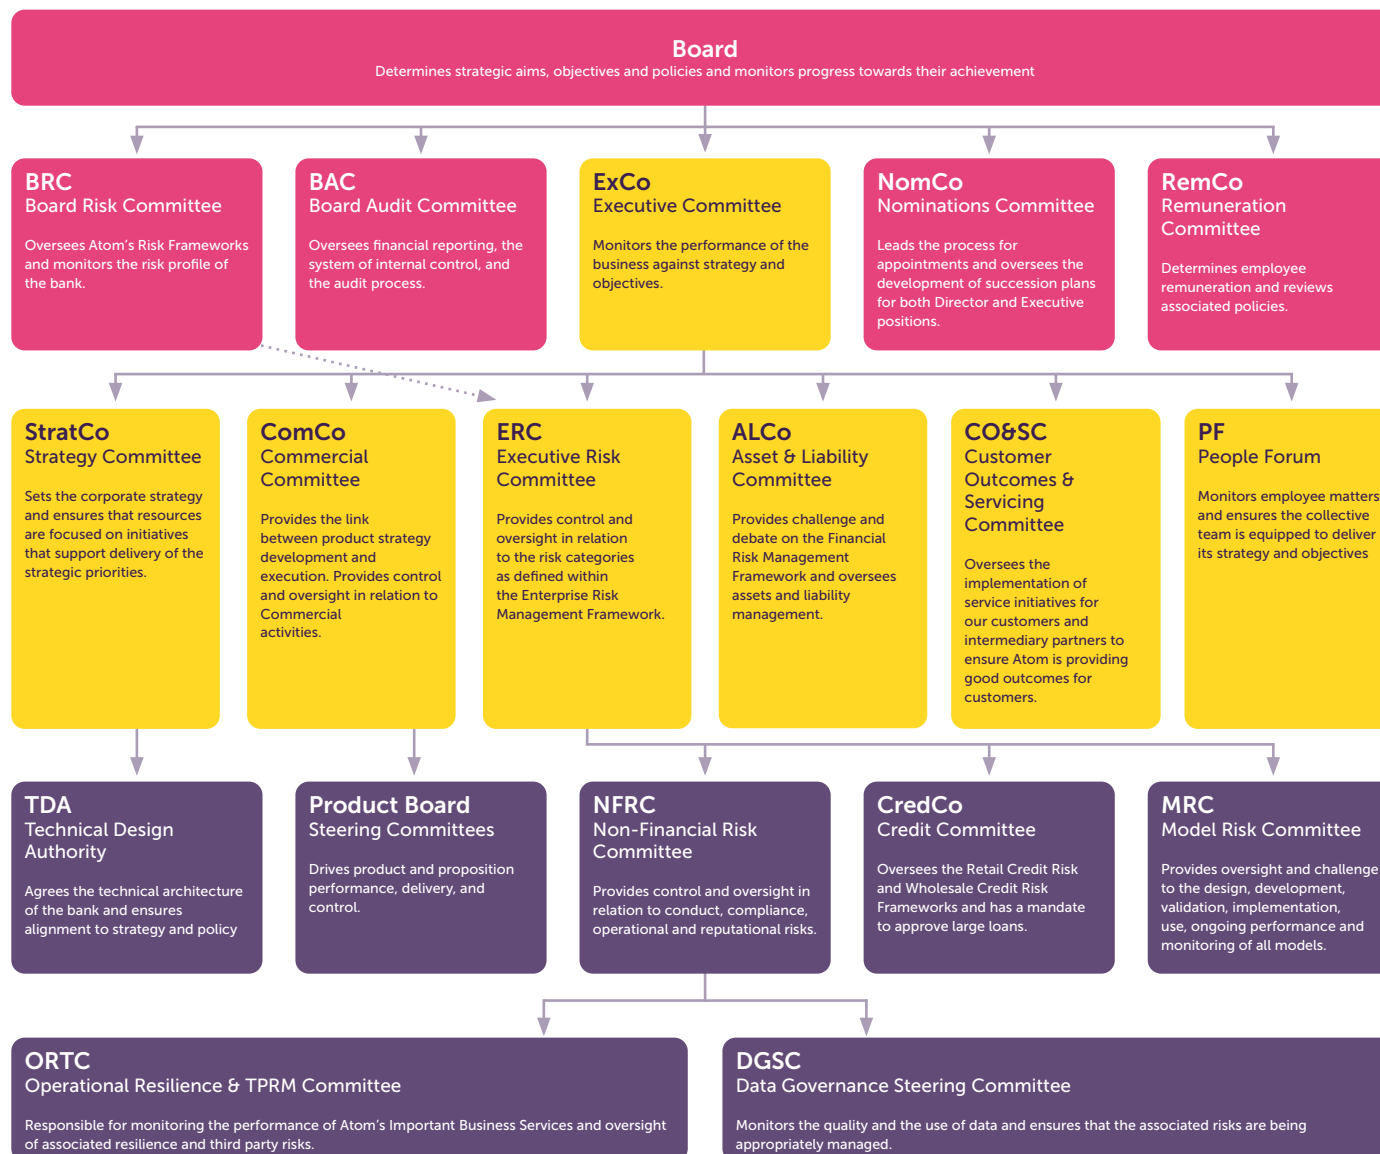 Board
Determines strategic aims, objectives and policies and monitors progress towards their achievement
BRC
Board Risk Committee
Oversees Atom's Risk Frameworks
and monitors the risk profile of
the bank.
BAC
Board Audit Committee
Oversees financial reporting, the
system of internal control, and
the audit process.
ExCo
Executive Committee
Monitors the performance of the
business against strategy and
objectives.
NomCo
Nominations Committee
Leads the process for
appointments and oversees the
development of succession plans
for both Director and Executive
positions.
RemCo
Remuneration
Committee
Determines employee
remuneration and reviews
associated policies.
StratCo
Strategy Committee
Sets the corporate strategy
and ensures that resources
are focused on initiatives
that support delivery of the
strategic priorities.
ComCo
Commercial
Committee
Provides the link
between product strategy
development and
execution. Provides control
and oversight in relation to
Commercial
activities.
ERC
Executive Risk
Committee
Provides control and
oversight in relation
to the risk categories
as defined within
the Enterprise Risk
Management Framework.
ALCo
Asset & Liability
Committee
Provides challenge and
debate on the Financial
Risk Management
Framework and oversees
assets and liability
management.
CO&SC
Customer
Outcomes &
Servicing
Committee
Oversees the
implementation of
service initiatives for
our customers and
intermediary partners to
ensure Atom is providing
good outcomes for
customers.
PF
People Forum
Monitors employee matters
and ensures the collective
team is equipped to deliver
its strategy and objectives
TDA
Technical Design
Authority
Agrees the technical architecture
of the bank and ensures
alignment to strategy and policy
Product Board
Steering Committees
Drives product and proposition
performance, delivery, and
control.
NFRC
Non-Financial Risk
Committee
Provides control and oversight in
relation to conduct, compliance,
operational and reputational risks.
CredCo
Credit Committee
Oversees the Retail Credit Risk
and Wholesale Credit Risk
Frameworks and has a mandate
to approve large loans.
MRC
Model Risk Committee
Provides oversight and challenge
to the design, development,
validation, implementation,
use, ongoing performance and
monitoring of all models.
ORTC
Operational Resilience & TPRM Committee
Responsible for monitoring the performance of Atom's Important Business Services and oversight
of associated resilience and third party risks.
DGSC
Data Governance Steering Committee
Monitors the quality and the use of data and ensures that the associated risks are being
appropriately managed.